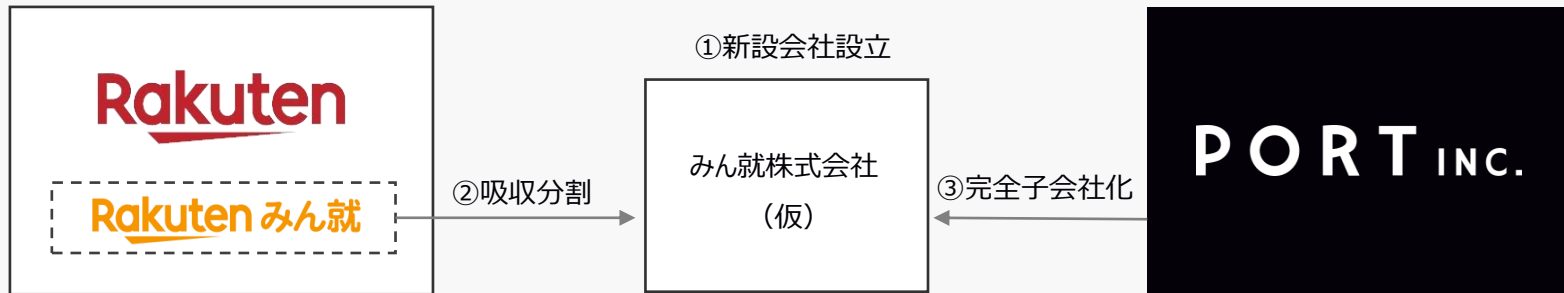 Rakuten
Rakuten みん就
②吸収分割
①新設会社設立
みん就株式会社
（仮）
③完全子会社化
PORT INC.